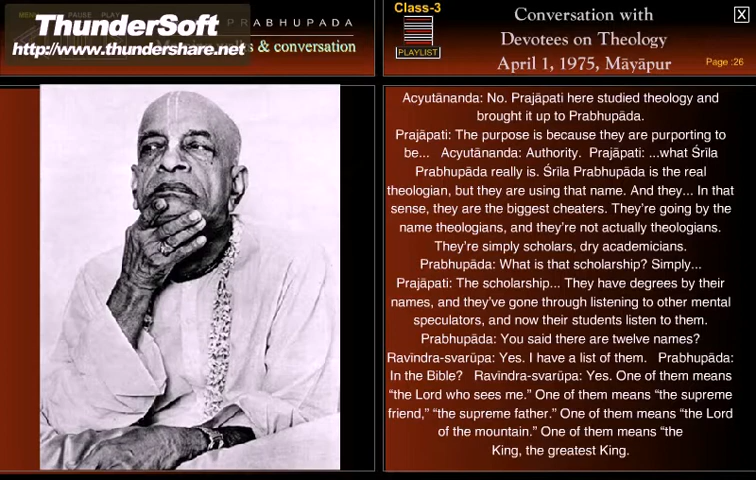 MENU PAUSE PLAY
ThunderSoft
PRABHUPADA
http://www.thundershare.net
s & conversation
Class-3
PLAYLIST
Conversation with
Devotees on Theology
April 1, 1975, Māyāpur
X
Page :26
Acyutānanda: No. Prajāpati here studied theology and
brought it up to Prabhupāda.
Prajāpati: The purpose is because they are purporting to
be... Acyutānanda: Authority. Prajāpati: ...what Śrīla
Prabhupāda really is. Śrīla Prabhupāda is the real
theologian, but they are using that name. And they... In that
sense, they are the biggest cheaters. They’re going by the
name theologians, and they’re not actually theologians.
They’re simply scholars, dry academicians.
Prabhupāda: What is that scholarship? Simply...
Prajāpati: The scholarship... They have degrees by their
names, and they’ve gone through listening to other mental
speculators, and now their students listen to them.
Prabhupāda: You said there are twelve names?
Ravindra-svarūpa: Yes. I have a list of them. Prabhupāda:
In the Bible? Ravindra-svarūpa: Yes. One of them means
“the Lord who sees me.” One of them means “the supreme
friend,” “the supreme father.” One of them means “the Lord
of the mountain.” One of them means “the
King, the greatest King.